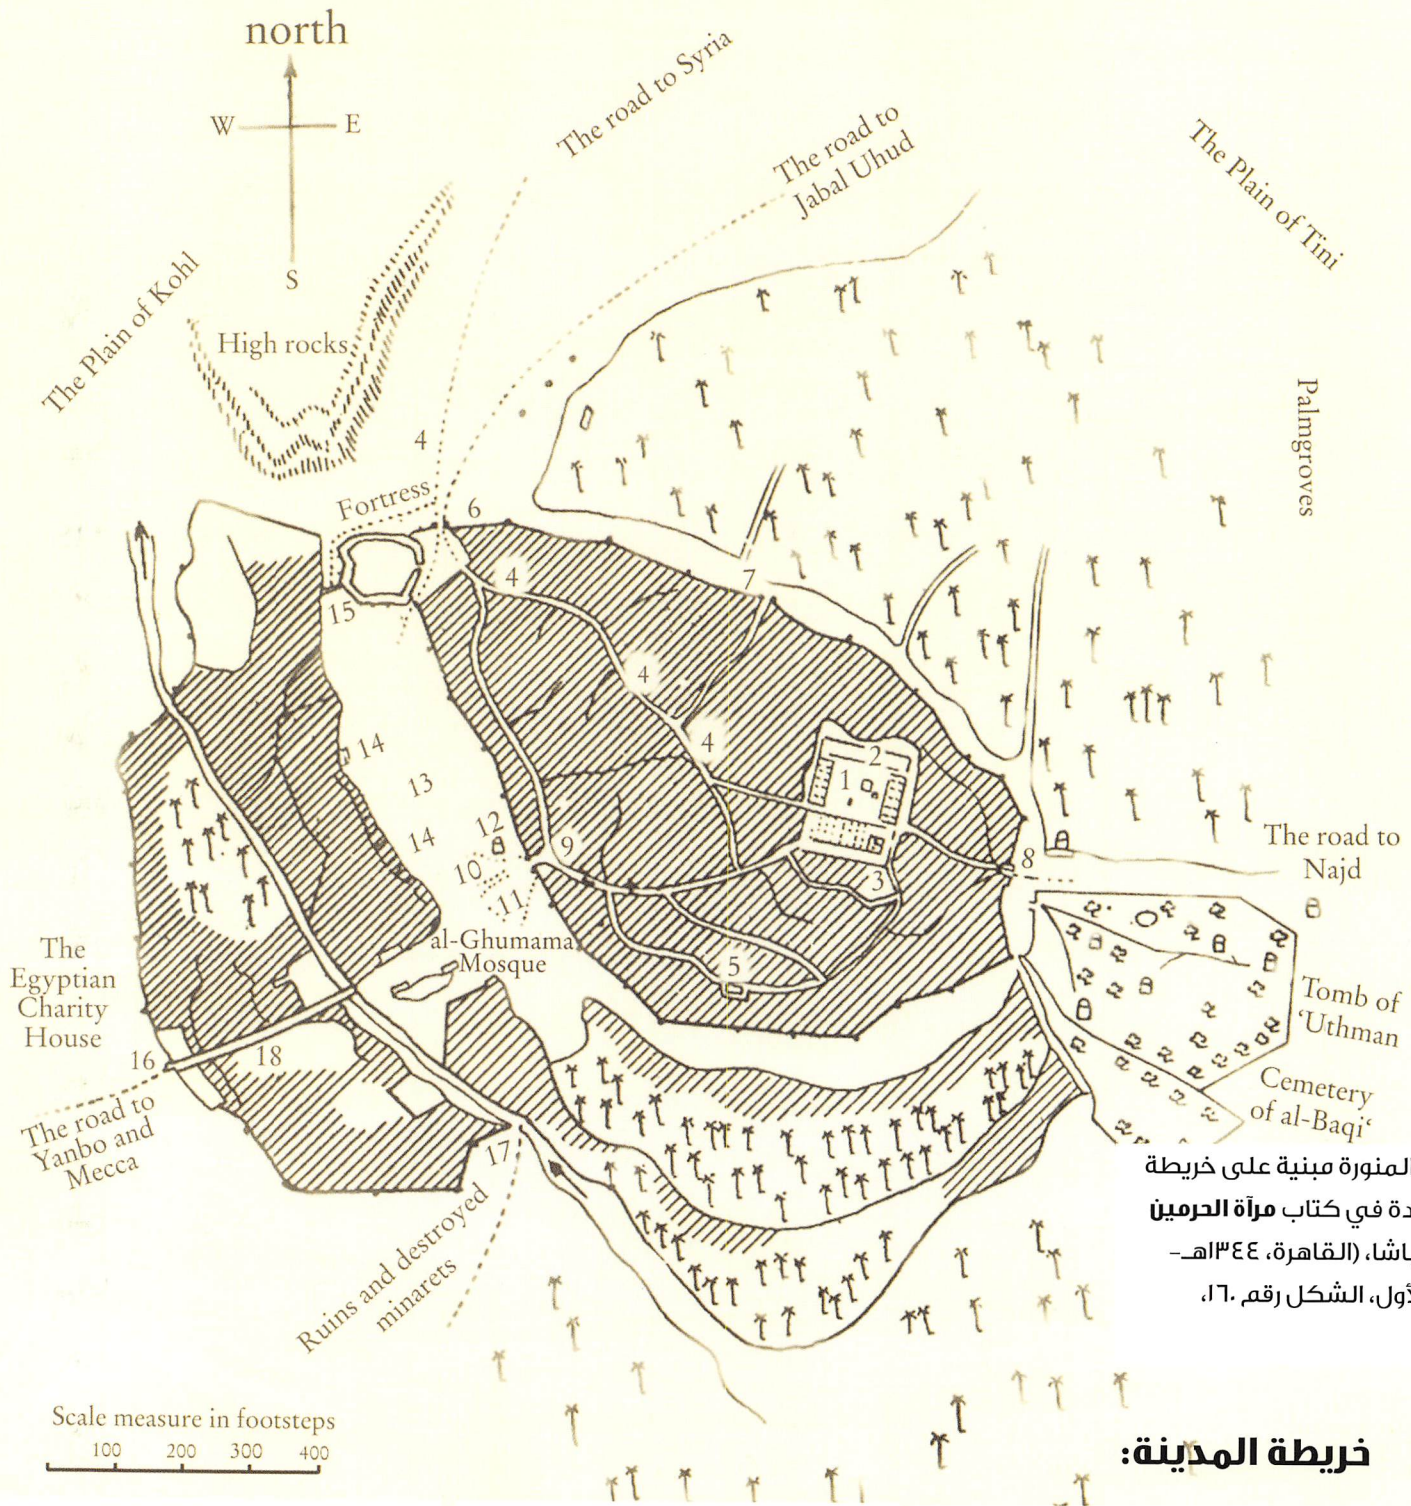 north
W E
S
The road to Syria
The road to
Jabal Uhud
The Plain of Tini
The Plain of Kohl
High rocks
Palmgroves
4
Fortress
6
4
7
15
4
4
2
1
14
13
12
14
9
10
11
3
8
The road to
Najd
al-Ghumama
Mosque
5
The
Egyptian
Charity
House
Tomb of
‘Uthman
16
18
Cemetery
of al-Baqi‘
The road to
Yanbo and
Mecca
17
Ruins and destroyed
minarets
المنورة مبنية على خريطة
دة في كتاب مرآة الحرمين
اشا، (القاهرة، ١٣٤٤هـ-
أول، الشكل رقم ١٦٠،
Scale measure in footsteps
100 200 300 400
خريطة المدينة: